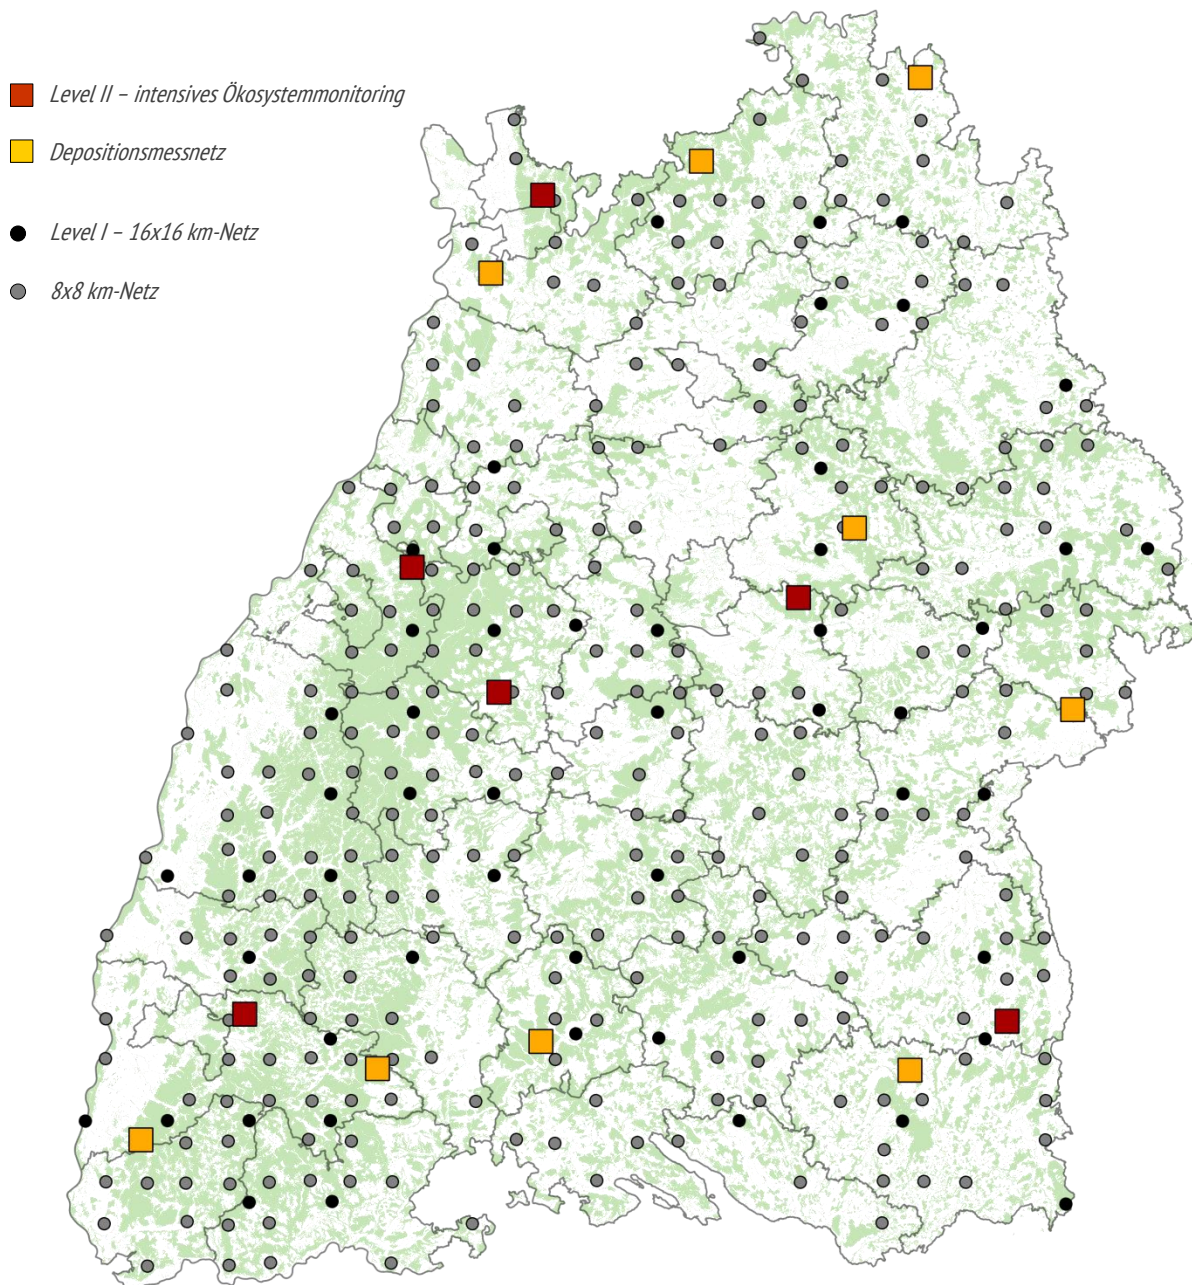 Level II – intensives Ökosystemmonitoring
Depositionsmessnetz
Level I – 16x16 km-Netz
8x8 km-Netz